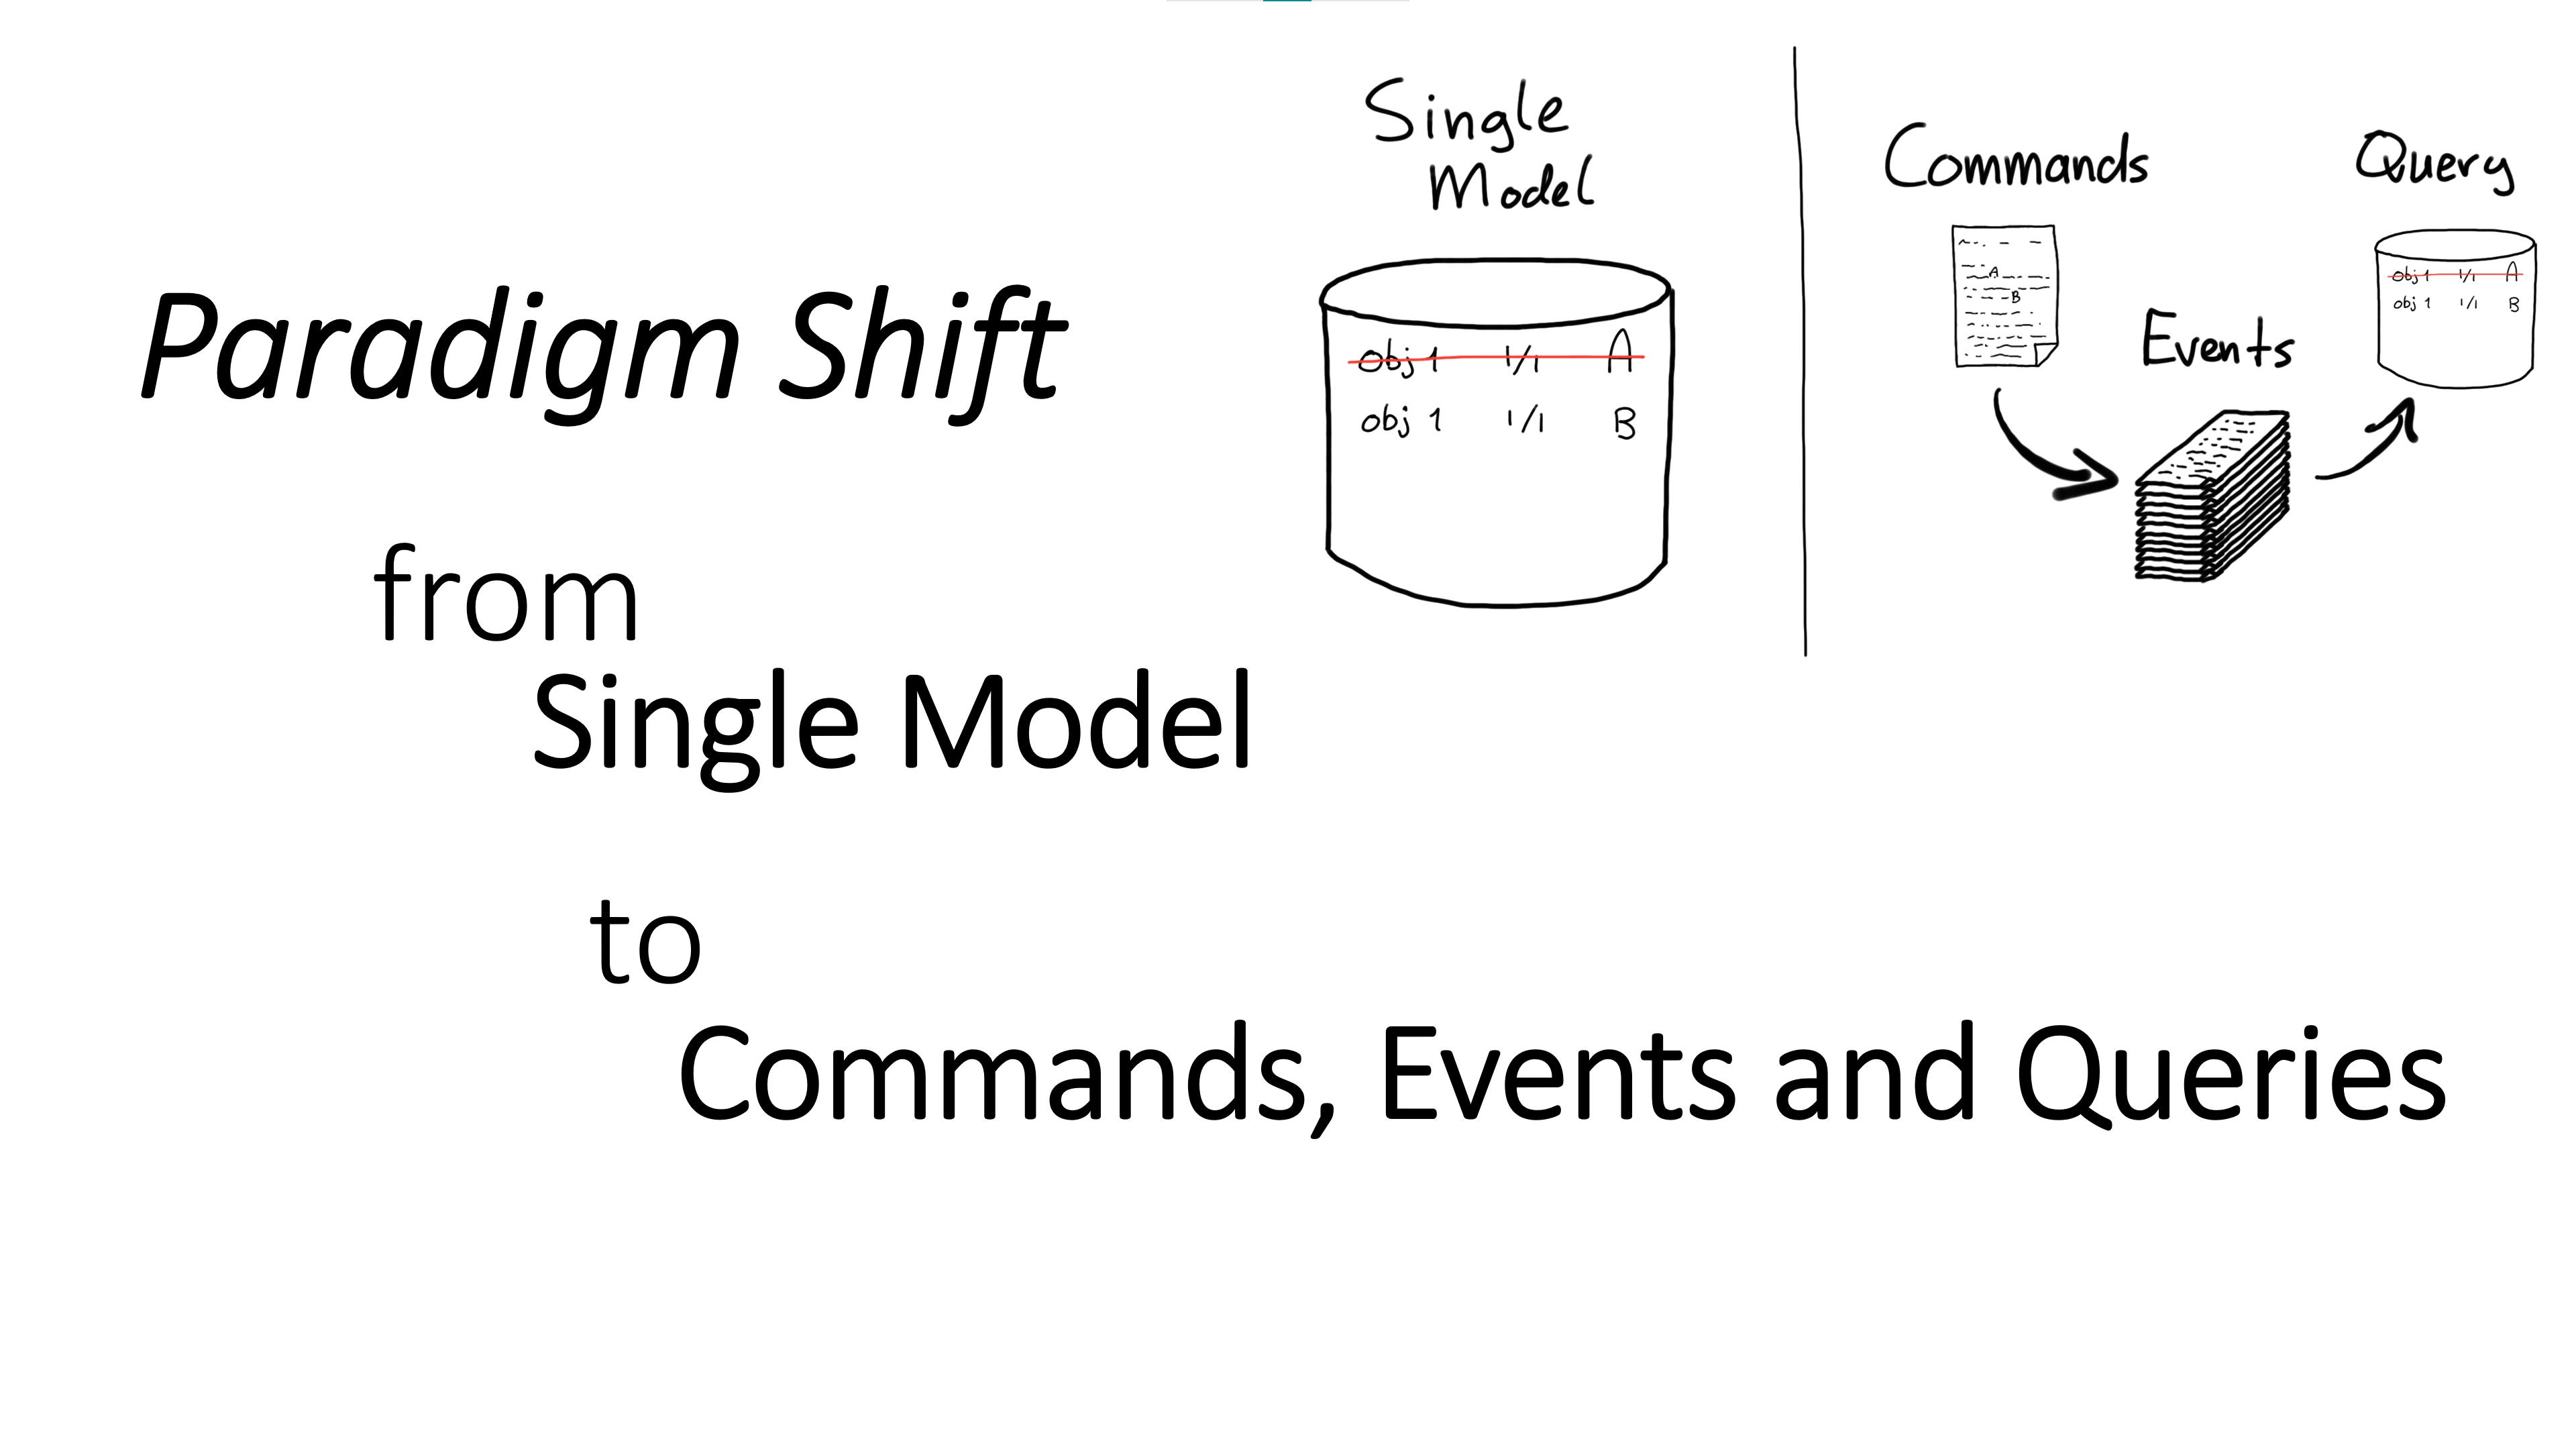 Paradigm Shift
from
Single Model
to
Commands, Events and Queries
Single
Model
Obj 1 1/1 A
obj 1 1/1 B
Commands
A
B
Events
Query
Obj 1 1/1 A
obj 1 1/1 B